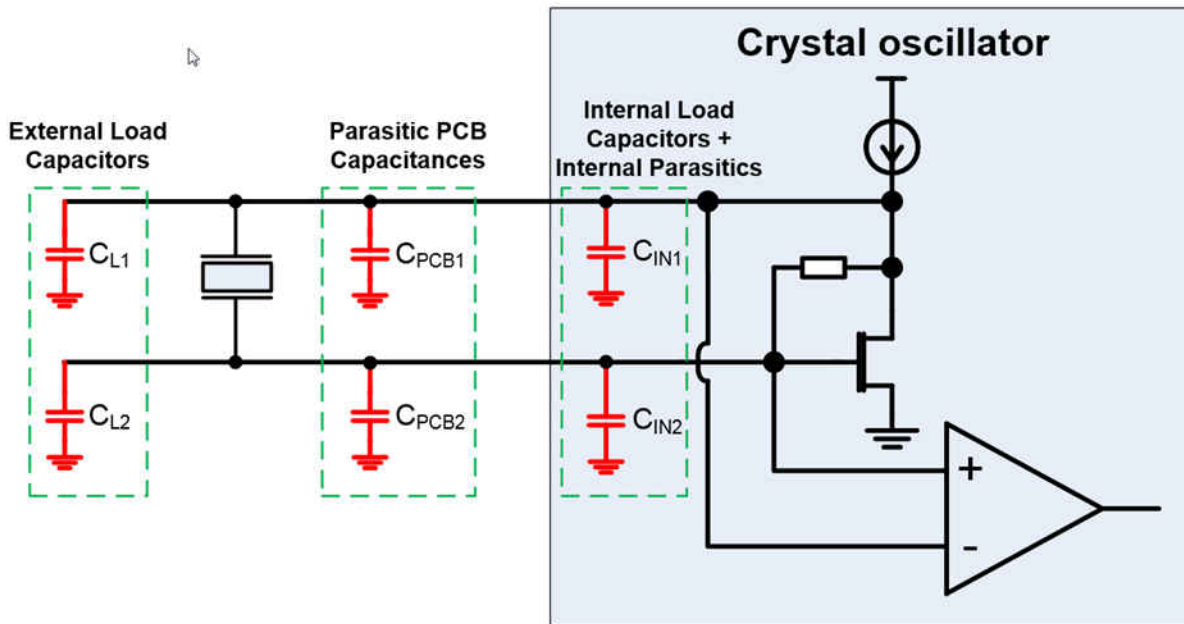 Crystal oscillator
External Load
Capacitors
Parasitic PCB
Capacitances
Internal Load
Capacitors +
Internal Parasitics
CL1
CPCB1
CIN1
CL2
CPCB2
CIN2
+
-